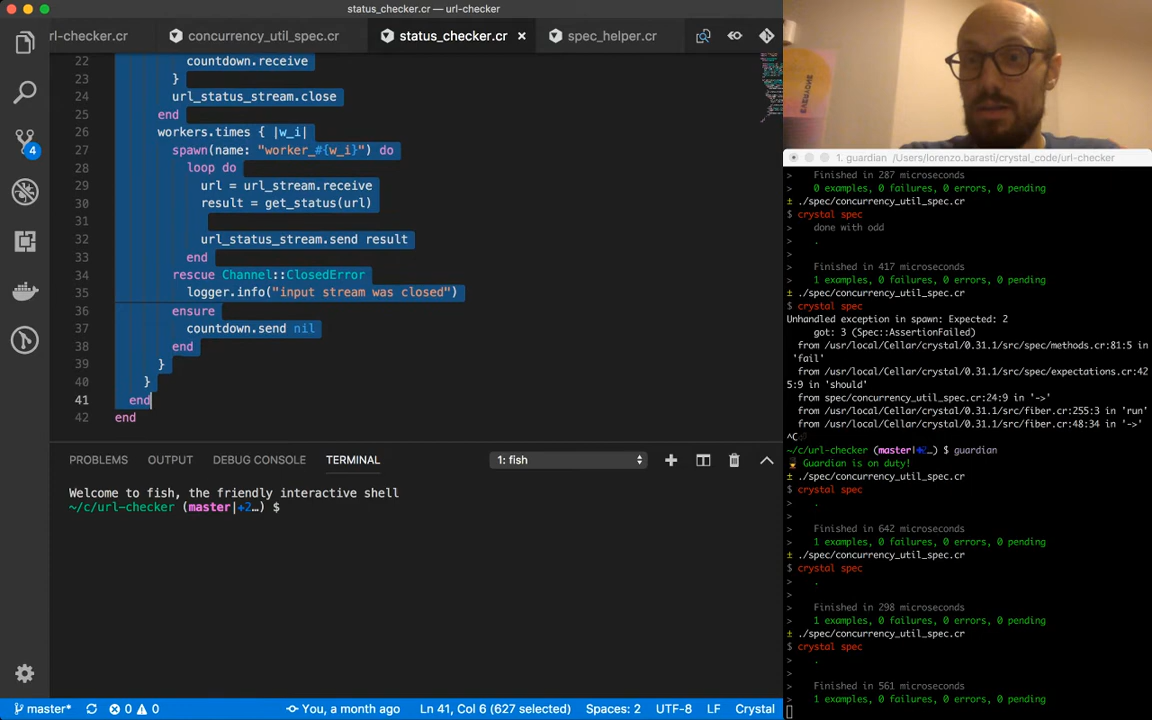 status_checker.cr — url-checker
rl-checker.cr
concurrency_util_spec.cr
status_checker.cr
spec_helper.cr
22 countdown.receive
23 }
24 url_status_stream.close
25 end
26 workers.times { |w_i|
27 spawn(name: "worker_#{w_i}") do
28 loop do
29 url = url_stream.receive
30 result = get_status(url)
31
32 url_status_stream.send result
33 end
34 rescue Channel::ClosedError
35 logger.info("input stream was closed")
36 ensure
37 countdown.send nil
38 end
39 }
40 }
41 end
42 end
4
PROBLEMS OUTPUT DEBUG CONSOLE TERMINAL 1: fish
Welcome to fish, the friendly interactive shell
~/c/url-checker (master|+2…) $
master* 0 0 You, a month ago Ln 41, Col 6 (627 selected) Spaces: 2 UTF-8 LF Crystal
EVERYONE
1. guardian /Users/lorenzo.barasti/crystal_code/url-checker
> Finished in 287 microseconds
> 0 examples, 0 failures, 0 errors, 0 pending
± ./spec/concurrency_util_spec.cr
$ crystal spec
> done with odd
> .
>
> Finished in 417 microseconds
> 1 examples, 0 failures, 0 errors, 0 pending
± ./spec/concurrency_util_spec.cr
$ crystal spec
Unhandled exception in spawn: Expected: 2
got: 3 (Spec::AssertionFailed)
from /usr/local/Cellar/crystal/0.31.1/src/spec/methods.cr:81:5 in
'fail'
from /usr/local/Cellar/crystal/0.31.1/src/spec/expectations.cr:42
5:9 in 'should'
from spec/concurrency_util_spec.cr:24:9 in '->'
from /usr/local/Cellar/crystal/0.31.1/src/fiber.cr:255:3 in 'run'
from /usr/local/Cellar/crystal/0.31.1/src/fiber.cr:48:34 in '->'
^C⏎
~/c/url-checker (master|+2…) $ guardian
Guardian is on duty!
± ./spec/concurrency_util_spec.cr
$ crystal spec
> .
>
> Finished in 642 microseconds
> 1 examples, 0 failures, 0 errors, 0 pending
± ./spec/concurrency_util_spec.cr
$ crystal spec
> .
>
> Finished in 298 microseconds
> 1 examples, 0 failures, 0 errors, 0 pending
± ./spec/concurrency_util_spec.cr
$ crystal spec
> .
>
> Finished in 561 microseconds
> 1 examples, 0 failures, 0 errors, 0 pending